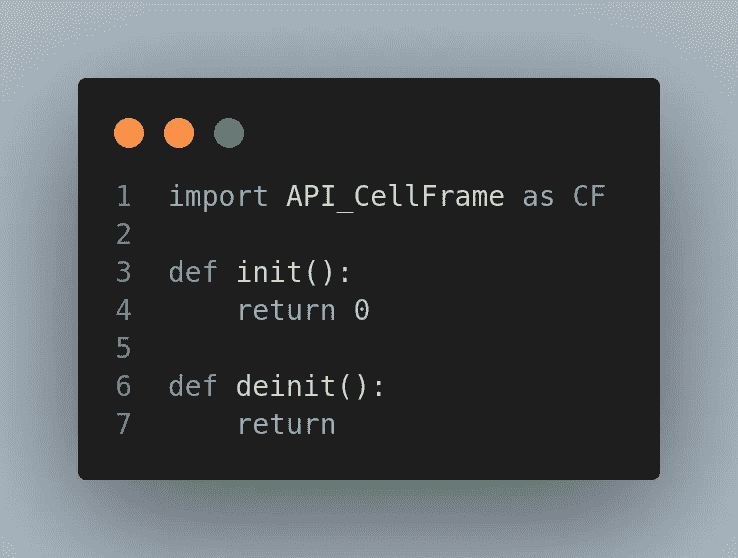 1 import API_CellFrame as CF
2
3 def init():
4     return 0
5
6 def deinit():
7     return